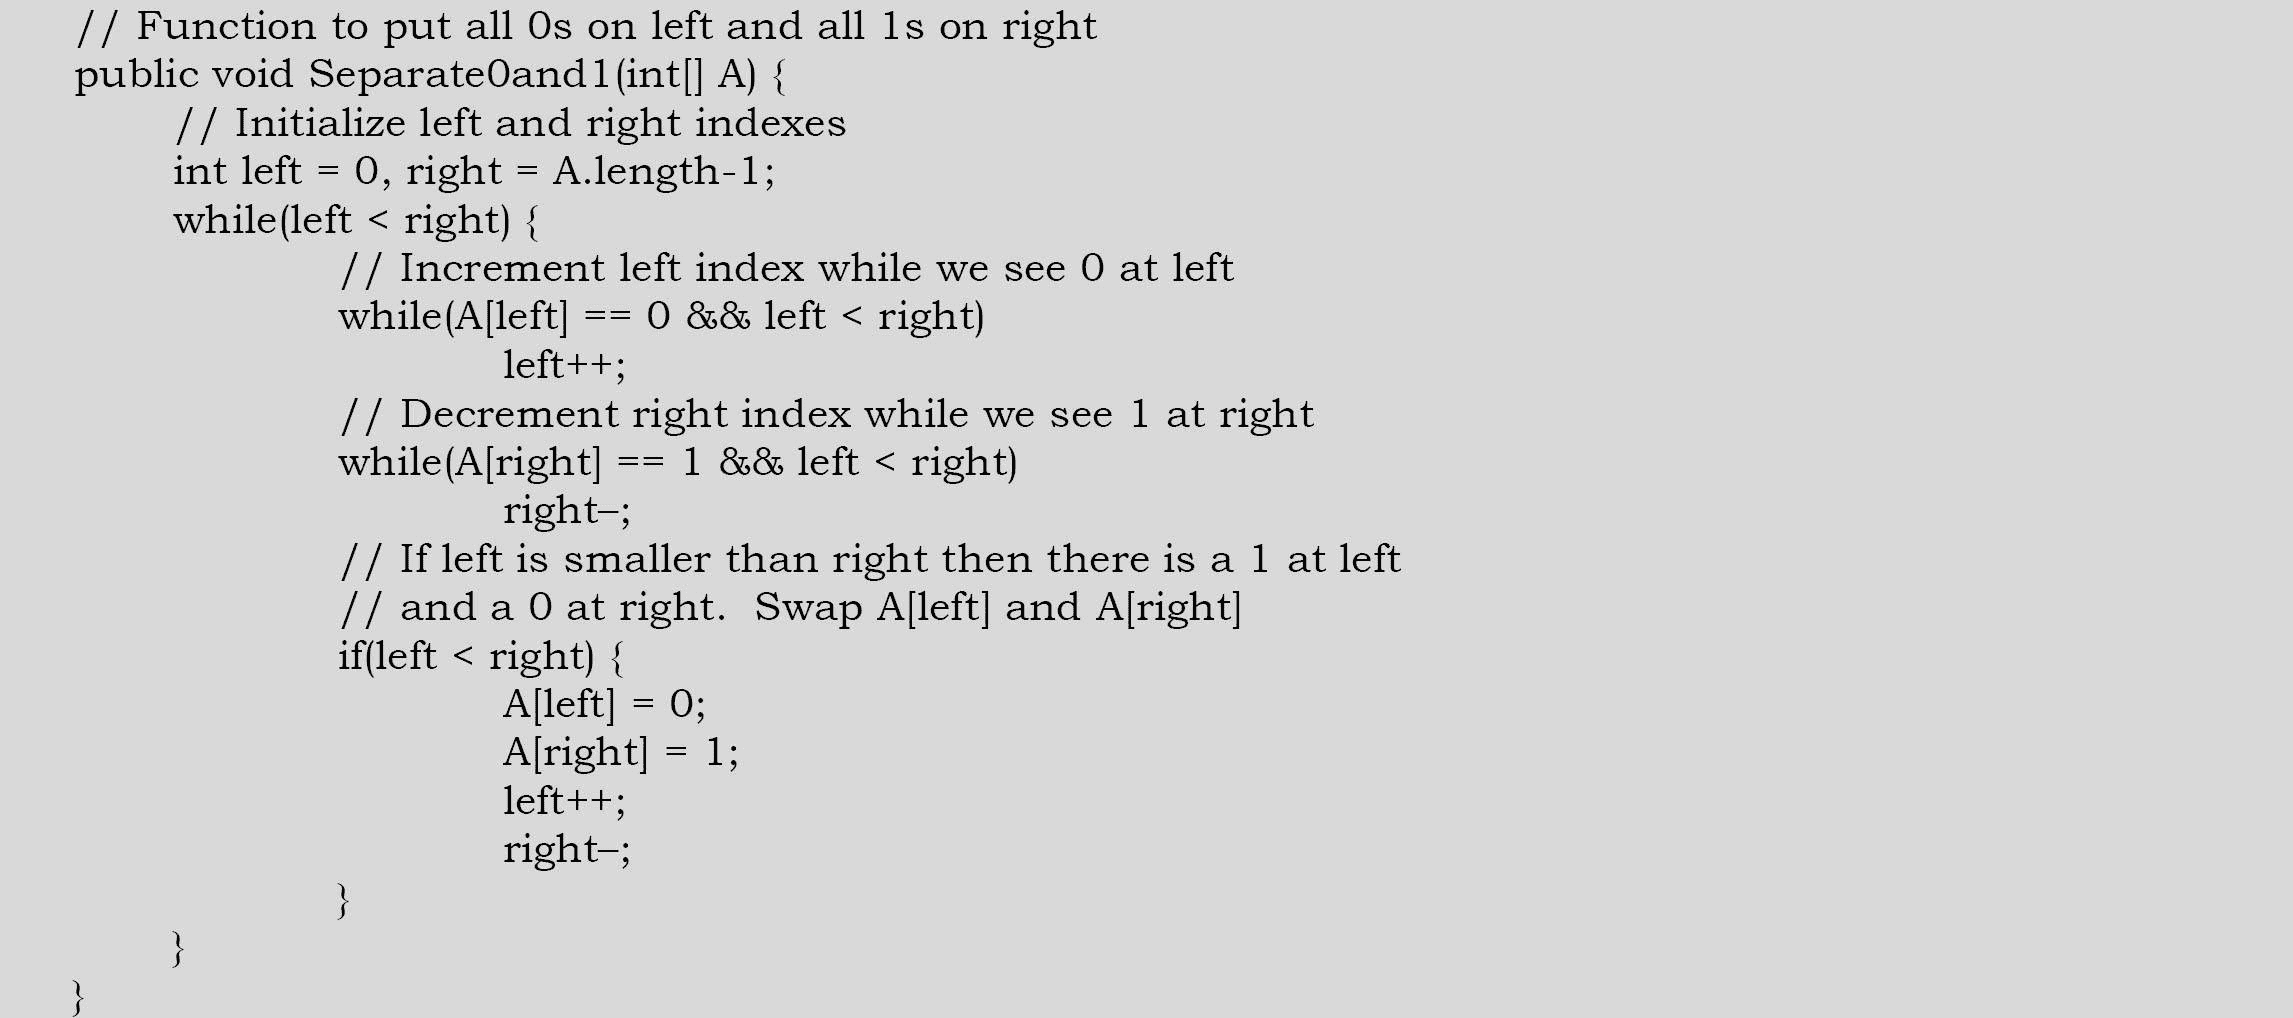 // Function to put all 0s on left and all 1s on right
public void Separate0and1(int[] A) {
// Initialize left and right indexes
int left = 0, right = A.length-1;
while(left < right) {
// Increment left index while we see 0 at left
while(A[left] == 0 && left < right)
left++;
// Decrement right index while we see 1 at right
while(A[right] == 1 && left < right)
right–;
// If left is smaller than right then there is a 1 at left
// and a 0 at right.  Swap A[left] and A[right]
if(left < right) {
A[left] = 0;
A[right] = 1;
left++;
right–;
}
}
}